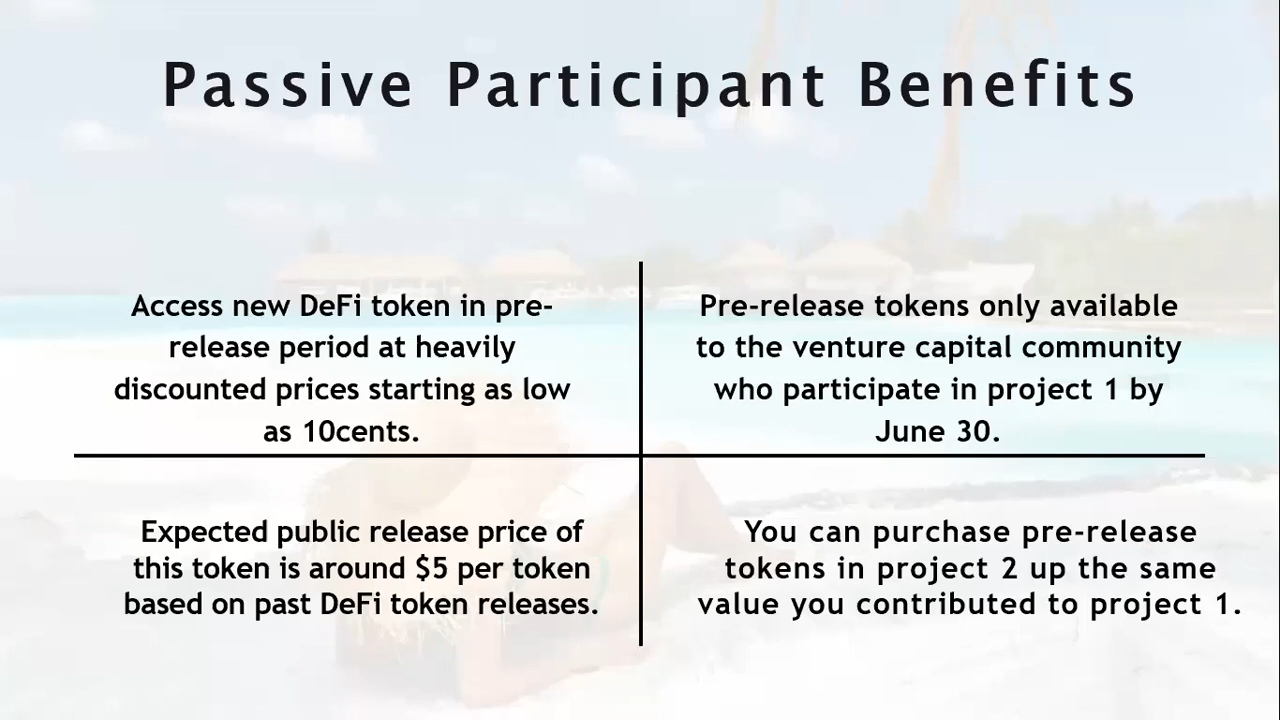 Passive Participant Benefits
Access new DeFi token in pre-
release period at heavily
discounted prices starting as low
as 10cents.
Pre-release tokens only available
to the venture capital community
who participate in project 1 by
June 30.
Expected public release price of
this token is around $5 per token
based on past DeFi token releases.
You can purchase pre-release
tokens in project 2 up the same
value you contributed to project 1.